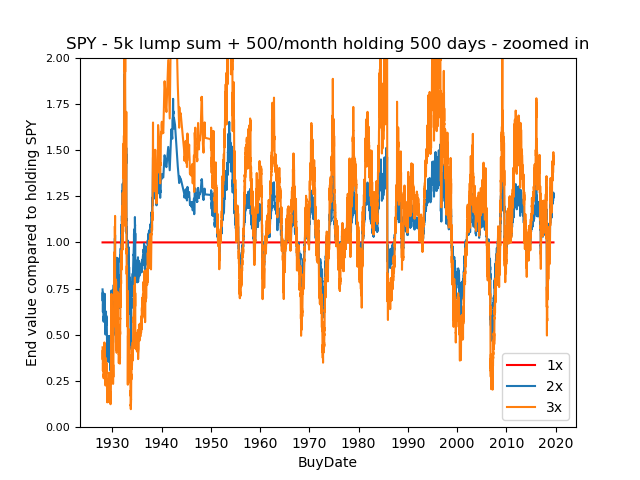 SPY - 5k lump sum + 500/month holding 500 days - zoomed in
End value compared to holding SPY
2.00
1.75
1.50
1.25
1.00
0.75
0.50
0.25
0.00
1x
2x
3x
1930 1940 1950 1960 1970 1980 1990 2000 2010 2020
BuyDate